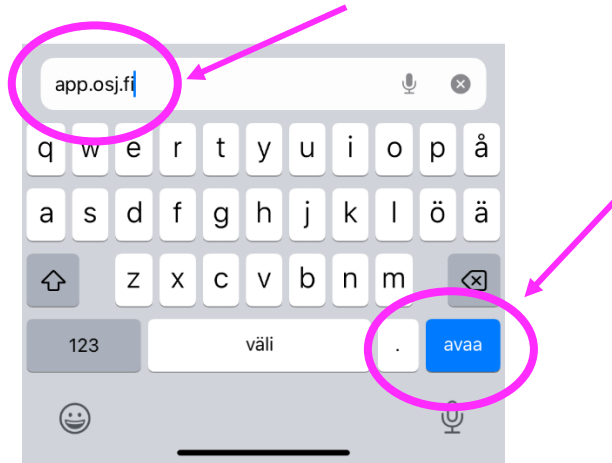 app.osj.fi
q w e r t y u i o p å
a s d f g h j k l ö ä
z x c v b n m
123 väli . avaa